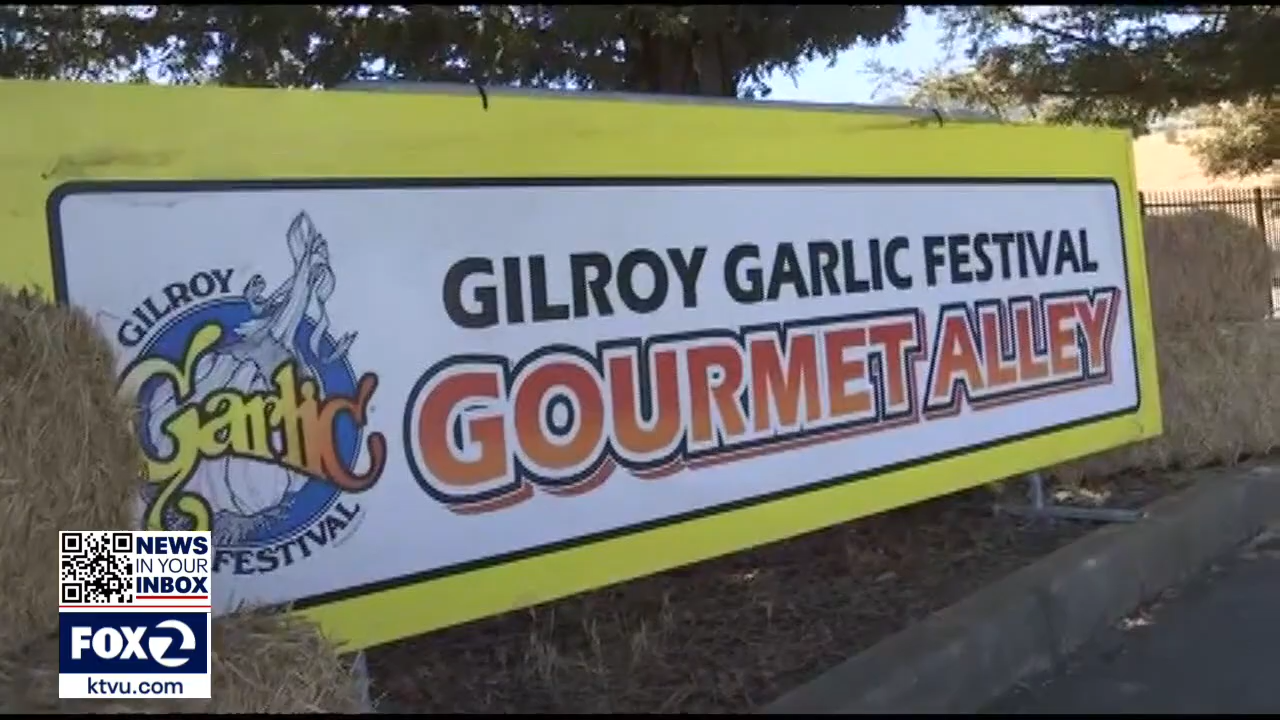 GILROY
Garlic
FESTIVAL
GILROY GARLIC FESTIVAL
GOURMET ALLEY
NEWS
IN YOUR
INBOX
FOX 2
ktvu.com